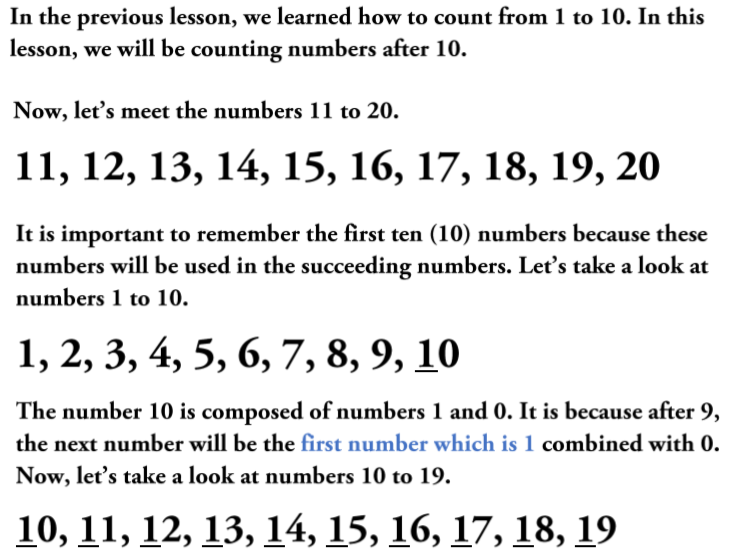 In the previous lesson, we learned how to count from 1 to 10. In this
lesson, we will be counting numbers after 10.
Now, let's meet the numbers 11 to 20.
11, 12, 13, 14, 15, 16, 17, 18, 19, 20
It is important to remember the first ten (10) numbers because these
numbers will be used in the succeeding numbers. Let's take a look at
numbers 1 to 10.
1, 2, 3, 4, 5, 6, 7, 8, 9, 10
The number 10 is composed of numbers 1 and 0. It is because after 9,
the next number will be the first number which is 1 combined with 0.
Now, let's take a look at numbers 10 to 19.
10, 11, 12, 13, 14, 15, 16, 17, 18, 19